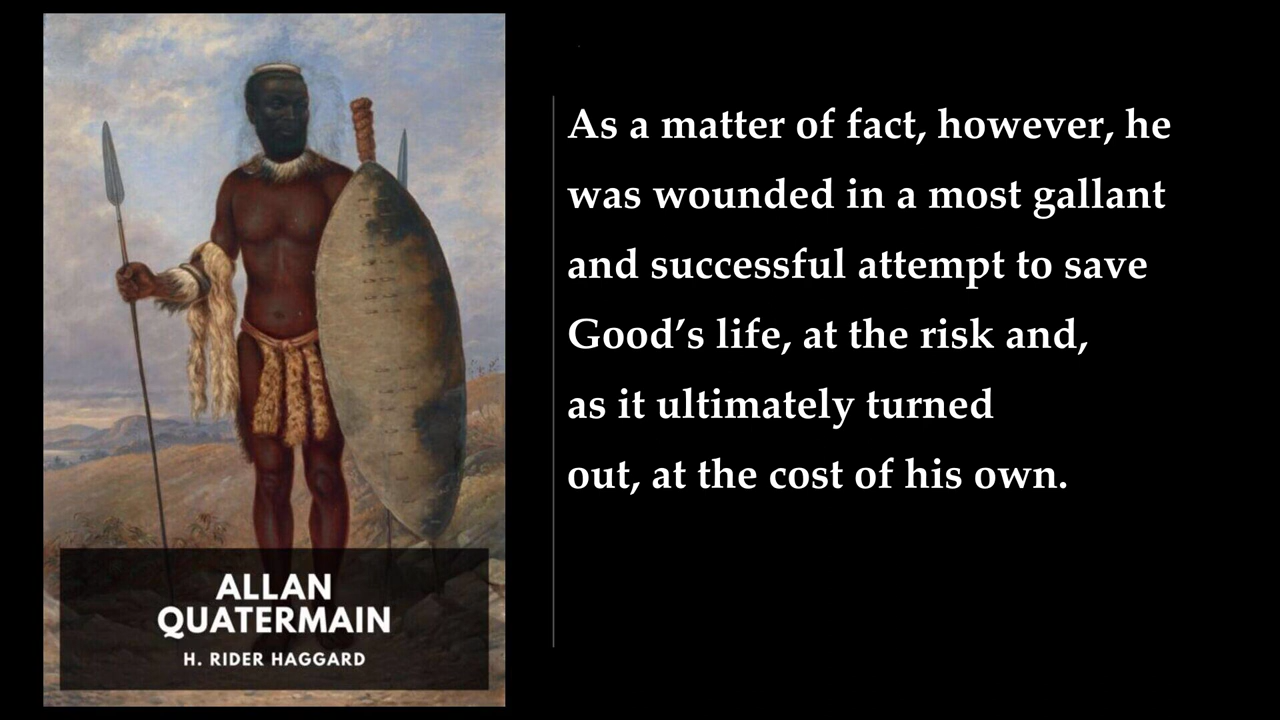 ALLAN
QUATERMAIN
H. RIDER HAGGARD
As a matter of fact, however, he
was wounded in a most gallant
and successful attempt to save
Good’s life, at the risk and,
as it ultimately turned
out, at the cost of his own.